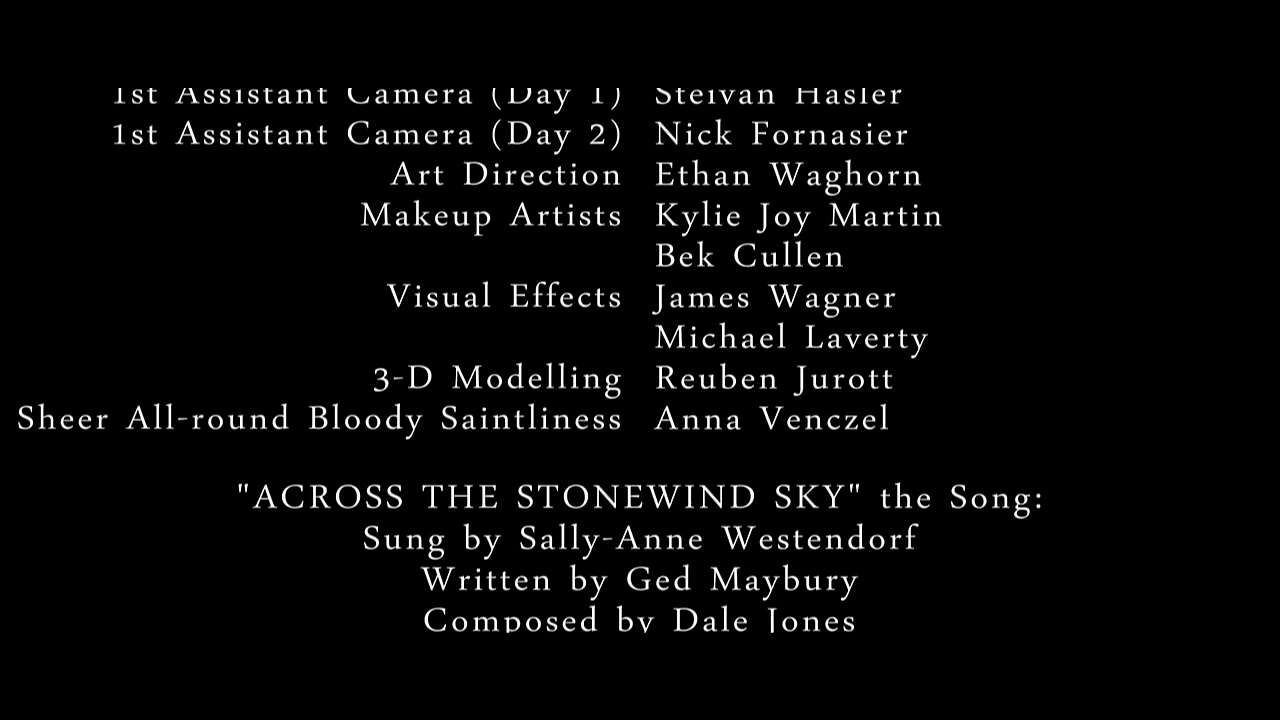 1st Assistant Camera (Day 1) Steivan Hasler
1st Assistant Camera (Day 2) Nick Fornasier
Art Direction Ethan Waghorn
Makeup Artists Kylie Joy Martin
Bek Cullen
Visual Effects James Wagner
Michael Laverty
3-D Modelling Reuben Jurott
Sheer All-round Bloody Saintliness Anna Venczel
"ACROSS THE STONEWIND SKY" the Song:
Sung by Sally-Anne Westendorf
Written by Ged Maybury
Composed by Dale Jones